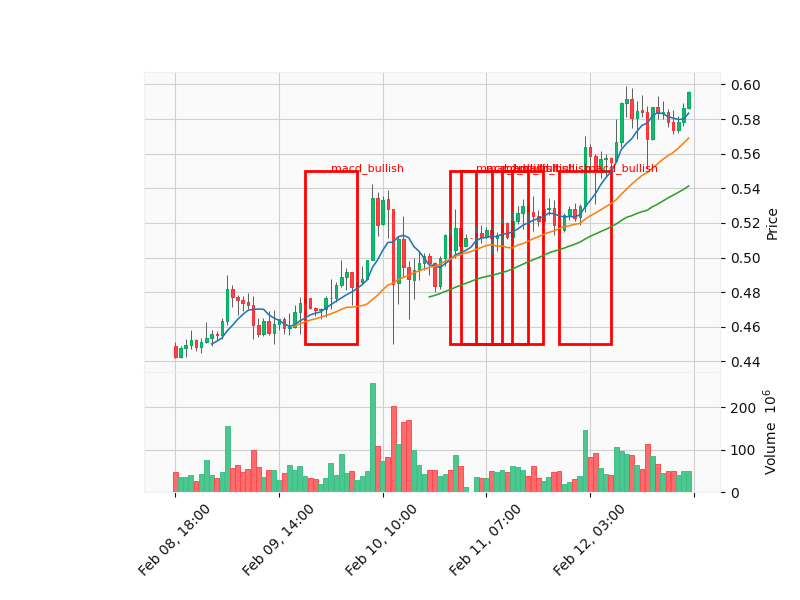 0.60
0.58
macd_bullish
macd_bullish
0.56
0.54
0.52
0.50
0.48
0.46
0.44
Price
200
100
0
Volume 10^6
Feb 08, 18:00
Feb 09, 14:00
Feb 10, 10:00
Feb 11, 07:00
Feb 12, 03:00